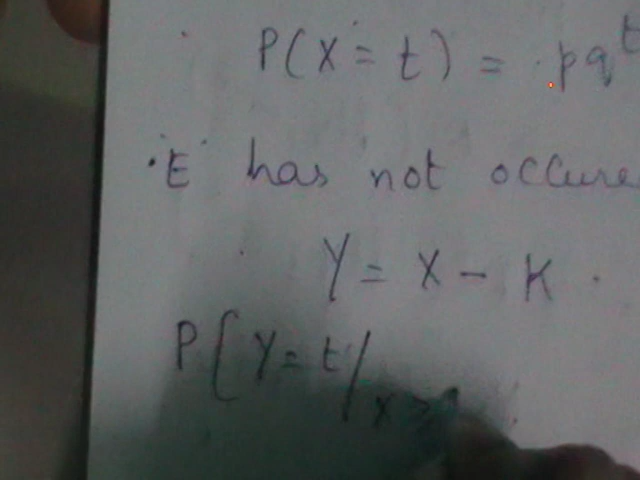 P(X = t) = pq^t
E has not occure
Y = X - K.
P[Y = t/X ≥